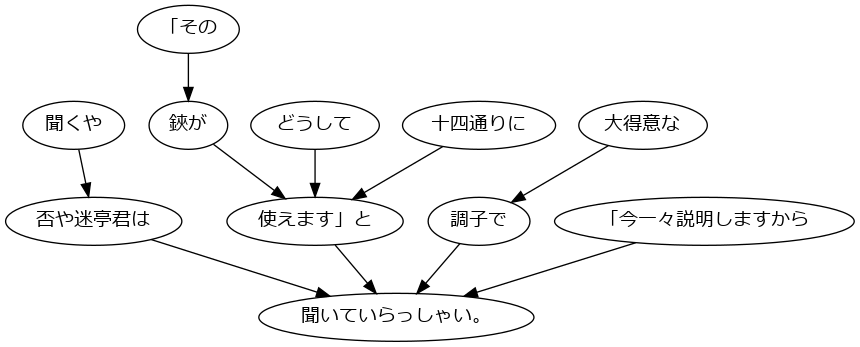 「その
聞くや
鋏が
どうして
十四通りに
大得意な
否や迷亭君は
使えます」と
調子で
「今一々説明しますから
聞いていらっしゃい。